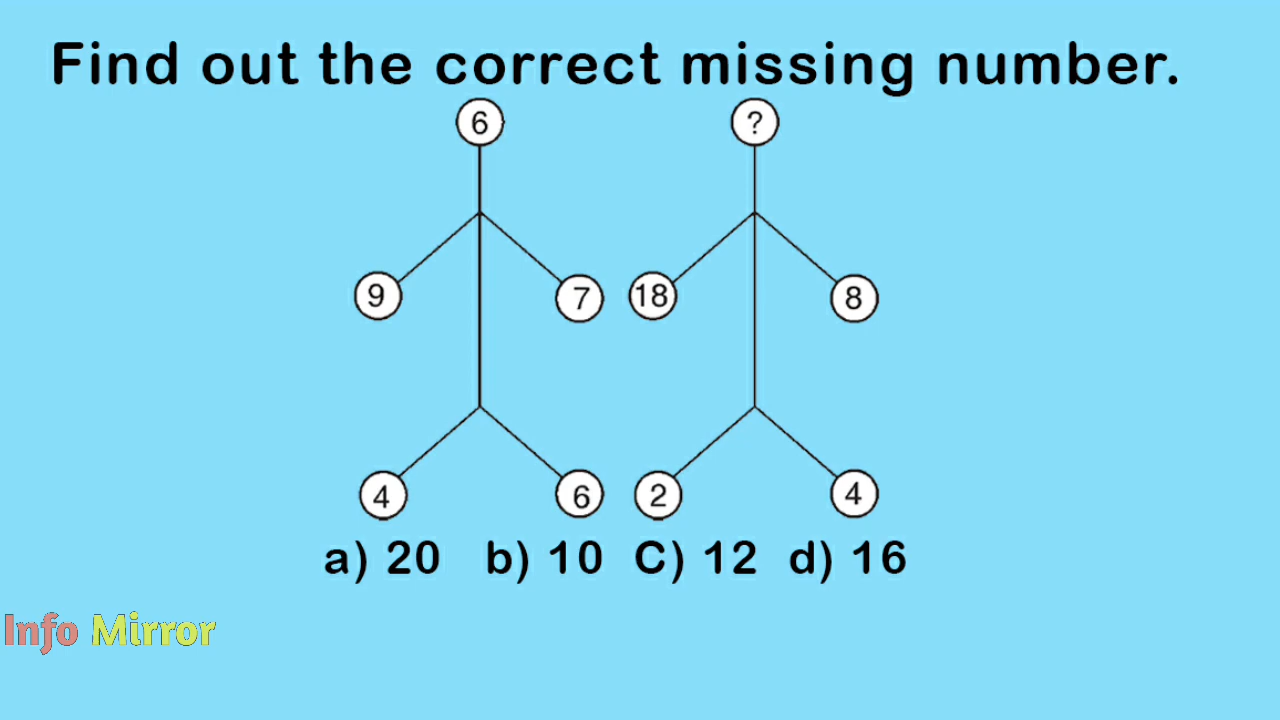 Find out the correct missing number.
6 ?
9 7 18 8
4 6 2 4
a) 20 b) 10 C) 12 d) 16
Info Mirror